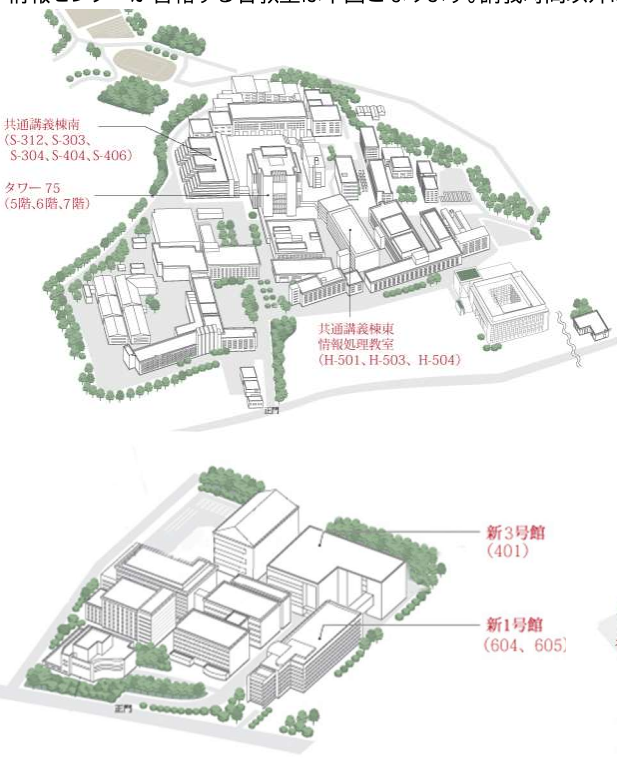 共通講義棟南
(S-312、S-303、
S-304、S-404、S-406)
タワー 75
(5階、6階、7階)
共通講義棟東
情報処理教室
(H-501、H-503、H-504)
正門
新3号館
(401)
新1号館
(604、605)
正門